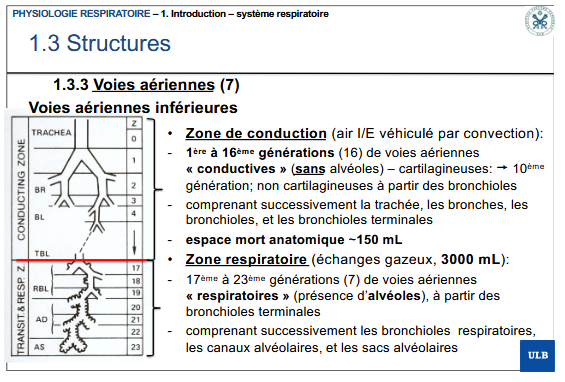 PHYSIOLOGIE RESPIRATOIRE – 1. Introduction – système respiratoire
1.3 Structures
1.3.3 Voies aériennes (7)
Voies aériennes inférieures
• Zone de conduction (air I/E véhiculé par convection):
- 1ère à 16ème générations (16) de voies aériennes
« conductives » (sans alvéoles) – cartilagineuses: → 10ème
génération; non cartilagineuses à partir des bronchioles
- comprenant successivement la trachée, les bronches, les
bronchioles, et les bronchioles terminales
- espace mort anatomique ~150 mL
• Zone respiratoire (échanges gazeux, 3000 mL):
- 17ème à 23ème générations (7) de voies aériennes
« respiratoires » (présence d'alvéoles), à partir des
bronchioles terminales
- comprenant successivement les bronchioles respiratoires,
les canaux alvéolaires, et les sacs alvéolaires
CONDUCTING ZONE
TRANSIT & RESP. Z.
Z
TRACHEA
0
1
BR
2
3
BL
4
TBL
17
RBL
18
19
20
AD
21
22
AS
23
ULB